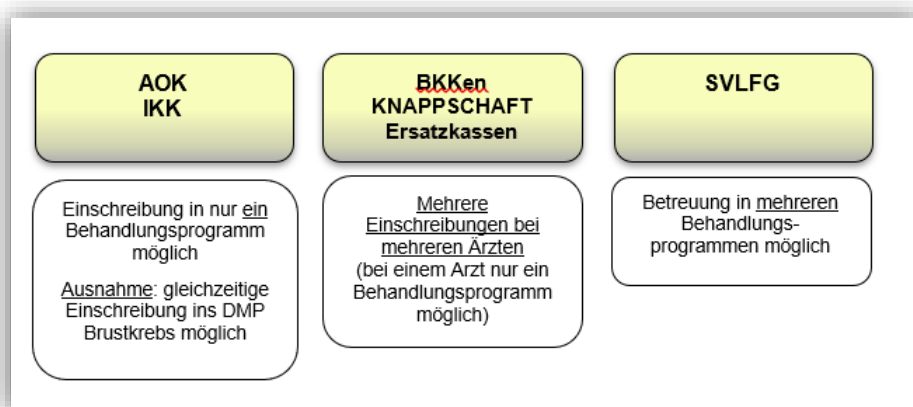 AOK
IKK
Einschreibung in nur ein
Behandlungsprogramm
möglich
Ausnahme: gleichzeitige
Einschreibung ins DMP
Brustkrebs möglich
BKKen
KNAPPSCHAFT
Ersatzkassen
Mehrere
Einschreibungen bei
mehreren Ärzten
(bei einem Arzt nur ein
Behandlungsprogramm
möglich)
SVLFG
Betreuung in mehreren
Behandlungs-
programmen möglich